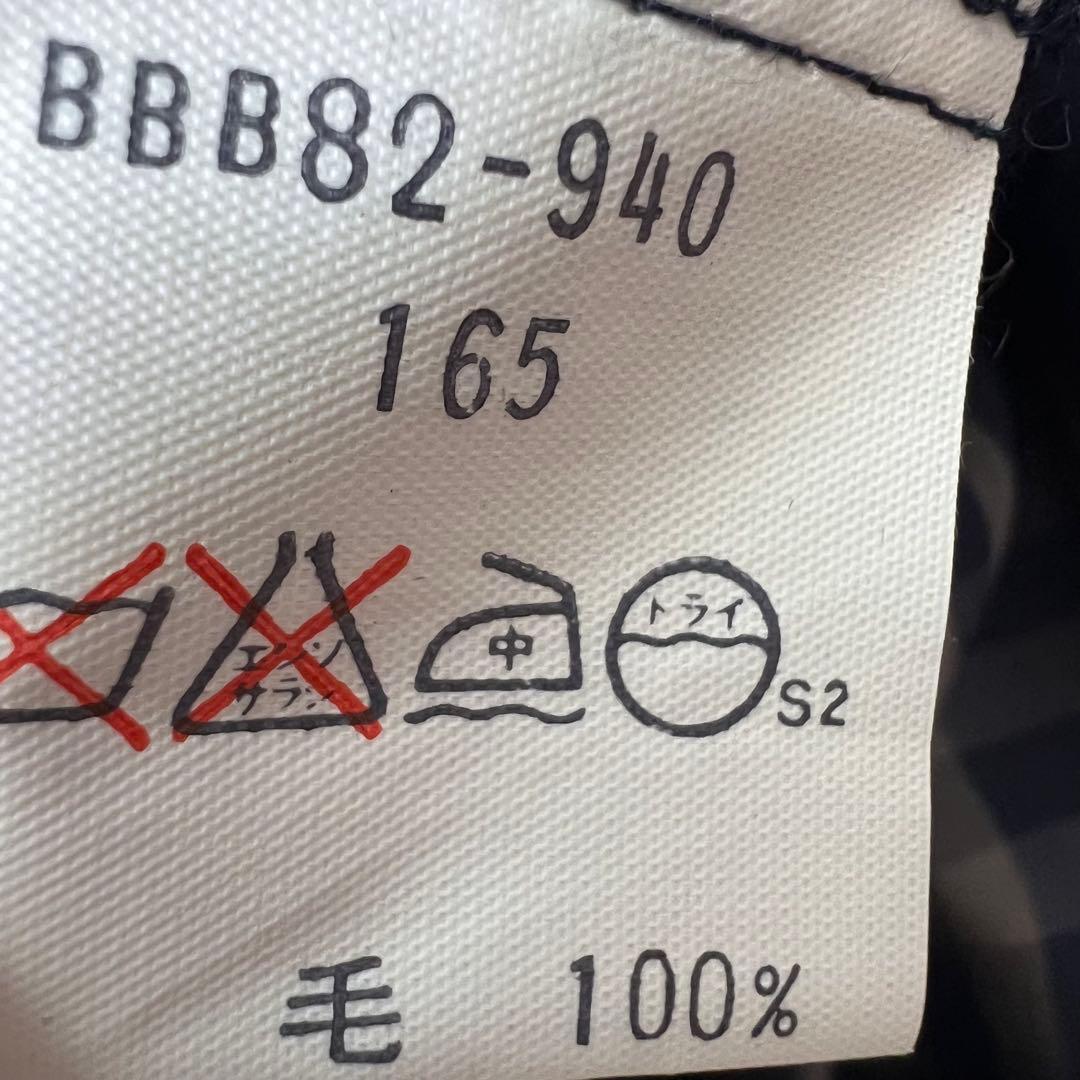 BBB82-940
165
エンソ
サラシ
中
ドライ
S2
毛 100%